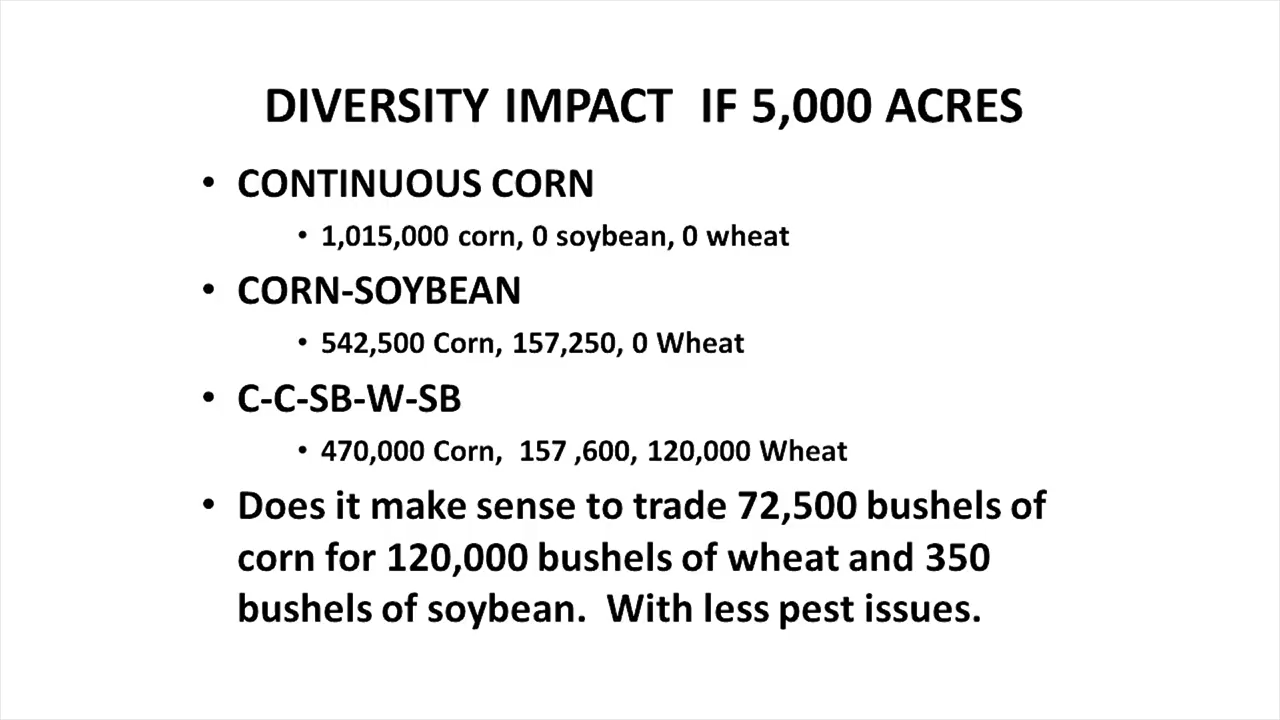 DIVERSITY IMPACT  IF 5,000 ACRES
• CONTINUOUS CORN
• 1,015,000 corn, 0 soybean, 0 wheat
• CORN-SOYBEAN
• 542,500 Corn, 157,250, 0 Wheat
• C-C-SB-W-SB
• 470,000 Corn,  157 ,600, 120,000 Wheat
• Does it make sense to trade 72,500 bushels of
corn for 120,000 bushels of wheat and 350
bushels of soybean.  With less pest issues.